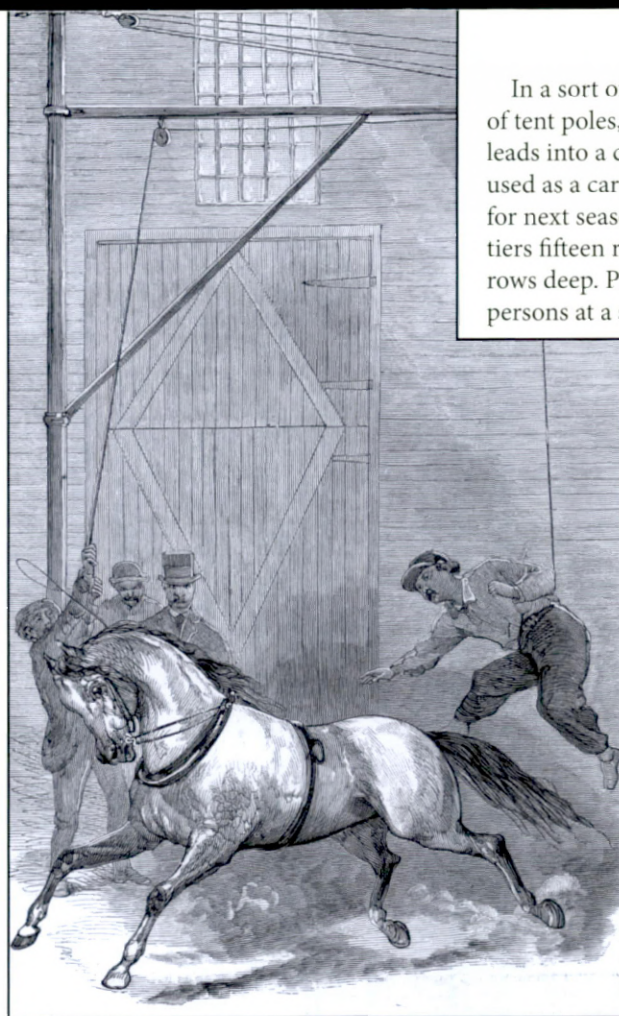 In a sort o
of tent poles,
leads into a c
used as a car
for next seas
tiers fifteen r
rows deep. P
persons at a